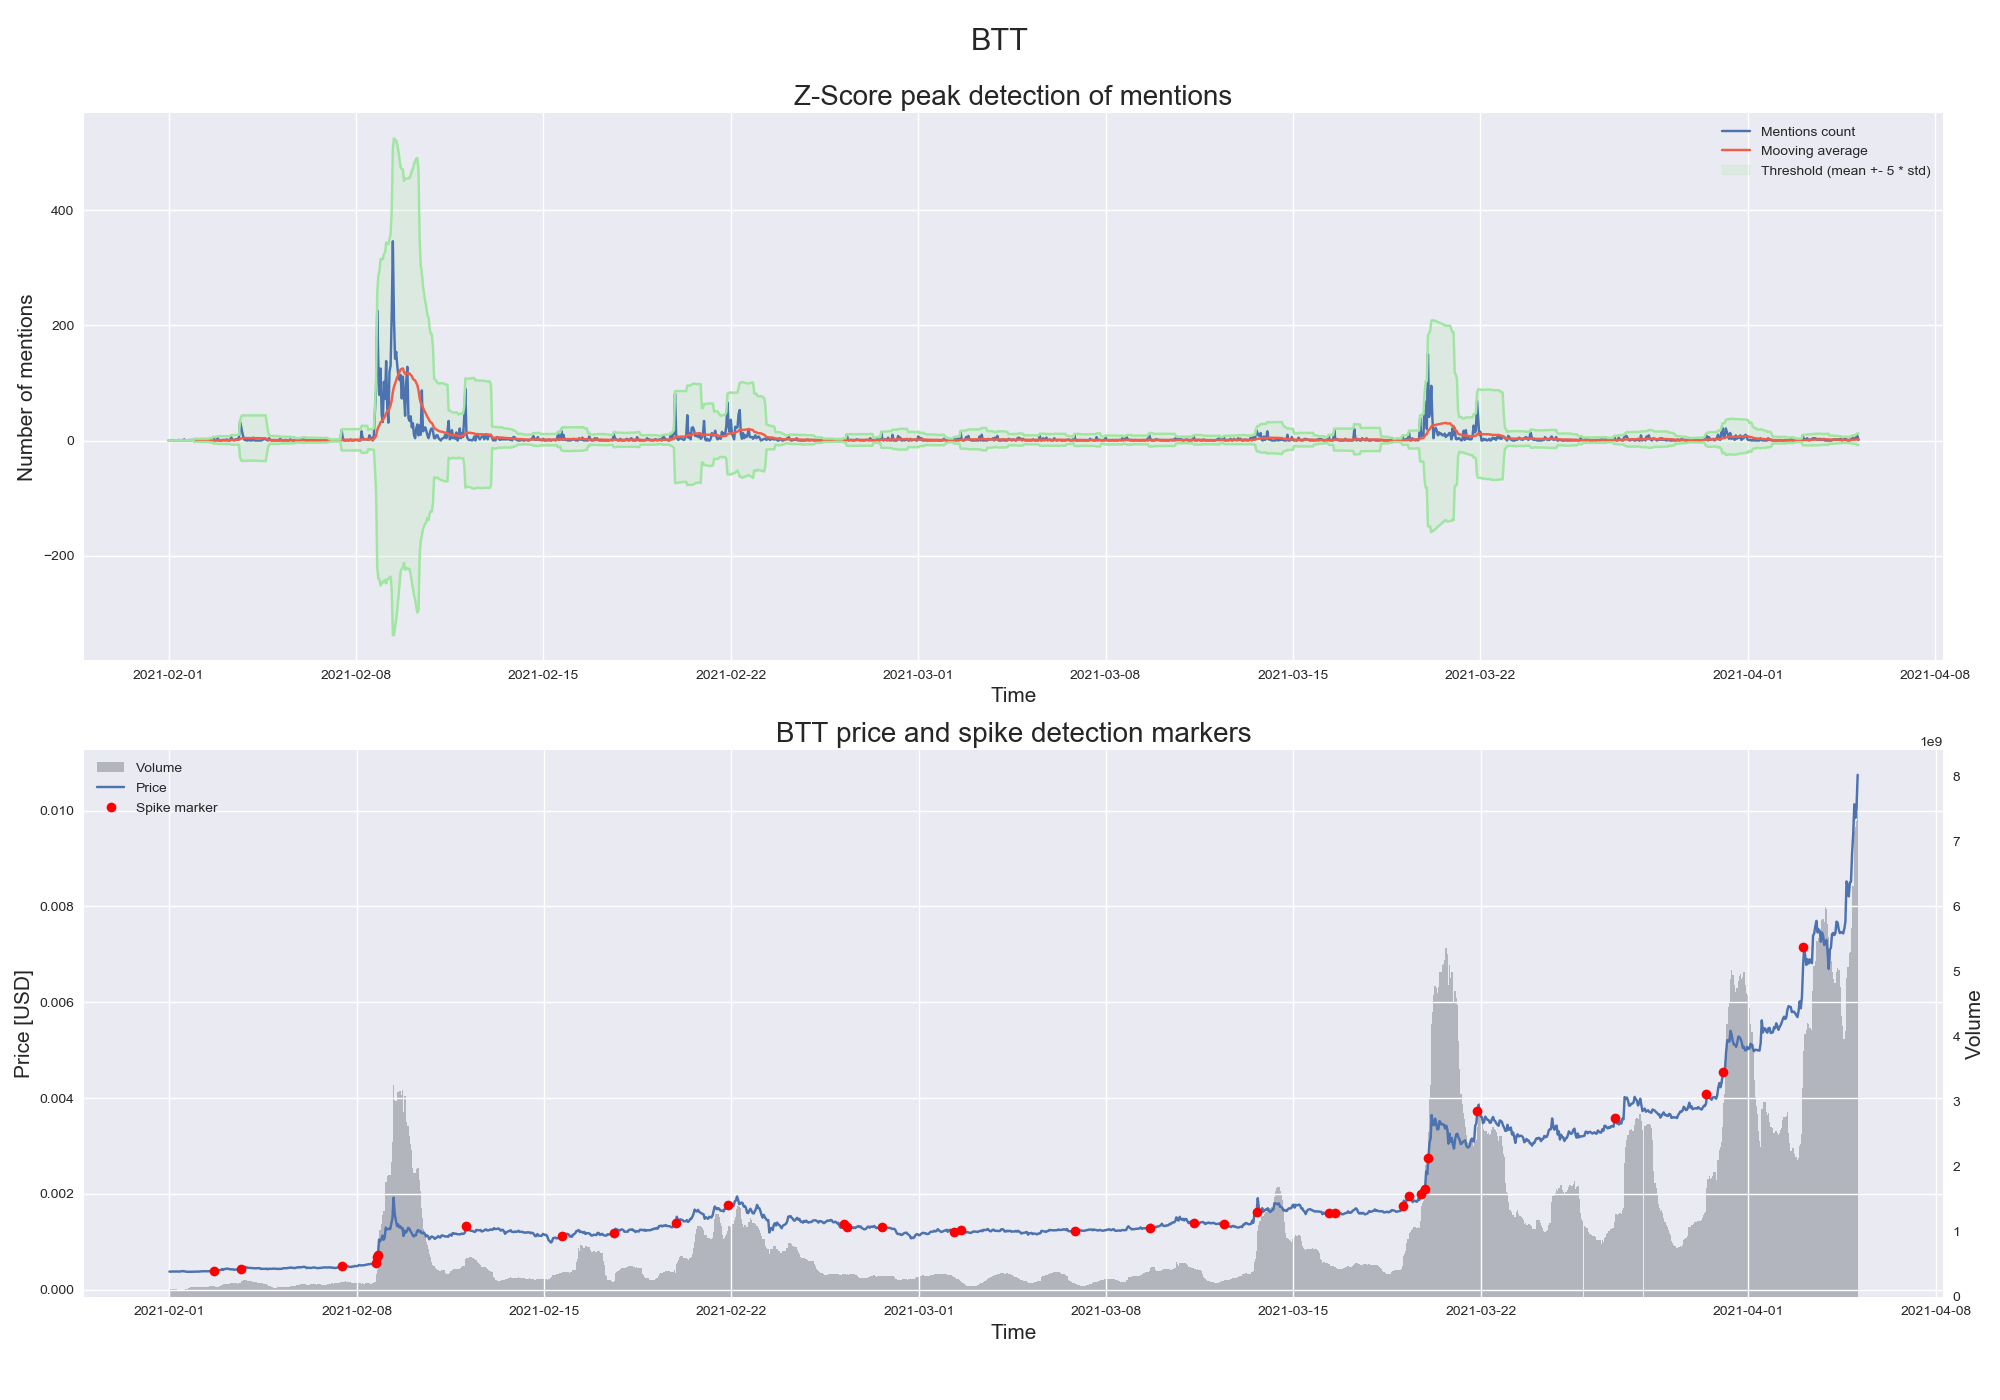 BTT
Z-Score peak detection of mentions
Mentions count
Mooving average
Threshold (mean +- 5 * std)
400
200
0
−200
Number of mentions
2021-02-01 2021-02-08 2021-02-15 2021-02-22 2021-03-01 2021-03-08 2021-03-15 2021-03-22 2021-04-01 2021-04-08
Time
BTT price and spike detection markers
1e9
Volume
Price
Spike marker
0.010
0.008
0.006
0.004
0.002
0.000
Price [USD]
8
7
6
5
4
3
2
1
0
Volume
2021-02-01 2021-02-08 2021-02-15 2021-02-22 2021-03-01 2021-03-08 2021-03-15 2021-03-22 2021-04-01 2021-04-08
Time